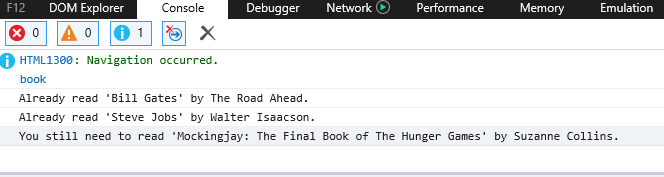 F12 DOM Explorer Console Debugger Network Performance Memory Emulation
0 0 1
HTML1300: Navigation occurred.
book
Already read 'Bill Gates' by The Road Ahead.
Already read 'Steve Jobs' by Walter Isaacson.
You still need to read 'Mockingjay: The Final Book of The Hunger Games' by Suzanne Collins.